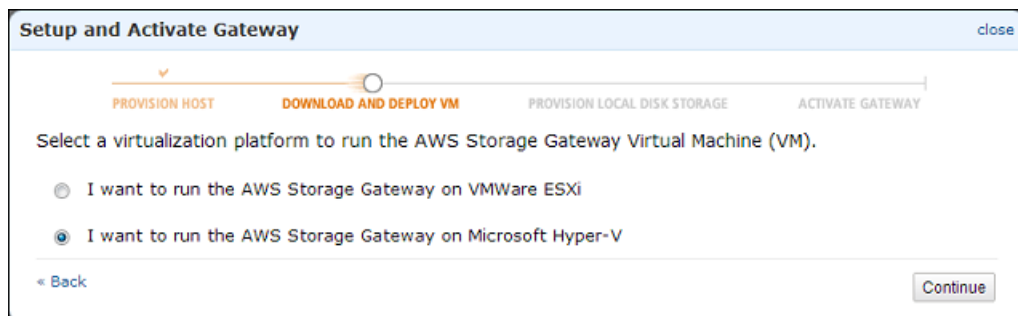 Setup and Activate Gateway
close
PROVISION HOST
DOWNLOAD AND DEPLOY VM
PROVISION LOCAL DISK STORAGE
ACTIVATE GATEWAY
Select a virtualization platform to run the AWS Storage Gateway Virtual Machine (VM).
I want to run the AWS Storage Gateway on VMWare ESXi
I want to run the AWS Storage Gateway on Microsoft Hyper-V
« Back
Continue